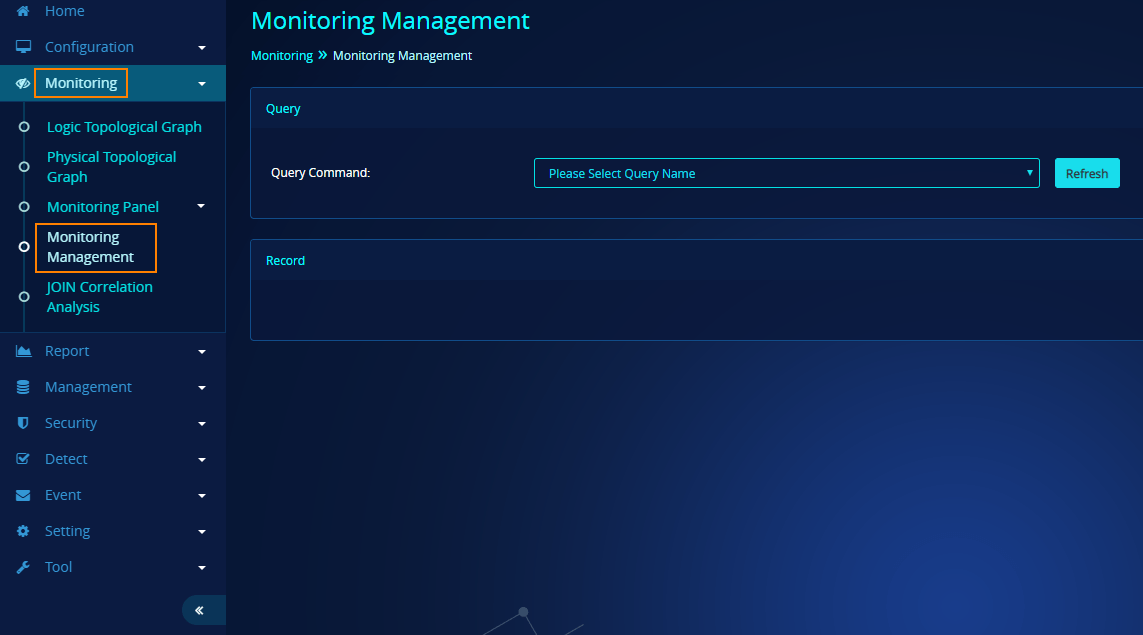 Home
Configuration
Monitoring
Logic Topological Graph
Physical Topological
Graph
Monitoring Panel
Monitoring
Management
JOIN Correlation
Analysis
Report
Management
Security
Detect
Event
Setting
Tool
Monitoring Management
Monitoring » Monitoring Management
Query
Query Command:
Please Select Query Name
Refresh
Record